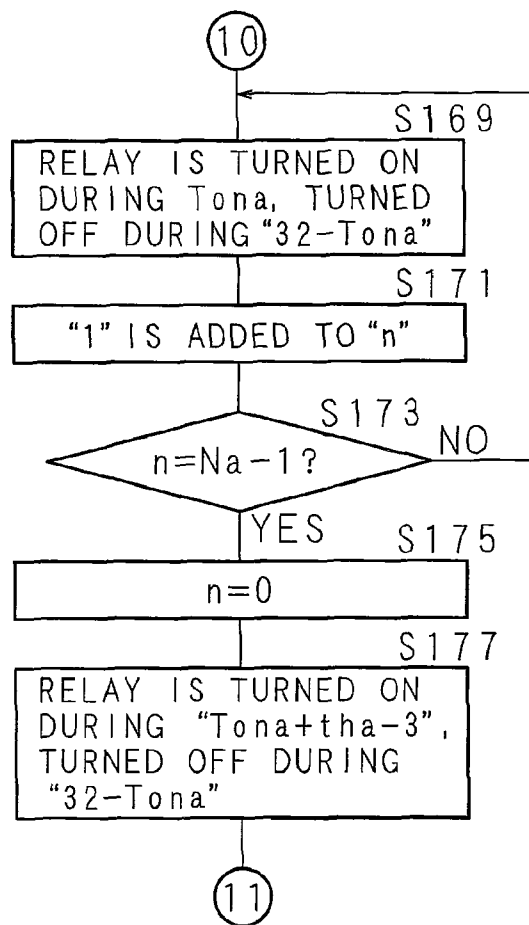 10
S169
RELAY IS TURNED ON
DURING Tona, TURNED
OFF DURING "32-Tona"
S171
"1" IS ADDED TO "n"
S173
n=Na-1?
NO
YES
S175
n=0
S177
RELAY IS TURNED ON
DURING "Tona+tha-3",
TURNED OFF DURING
"32-Tona"
11